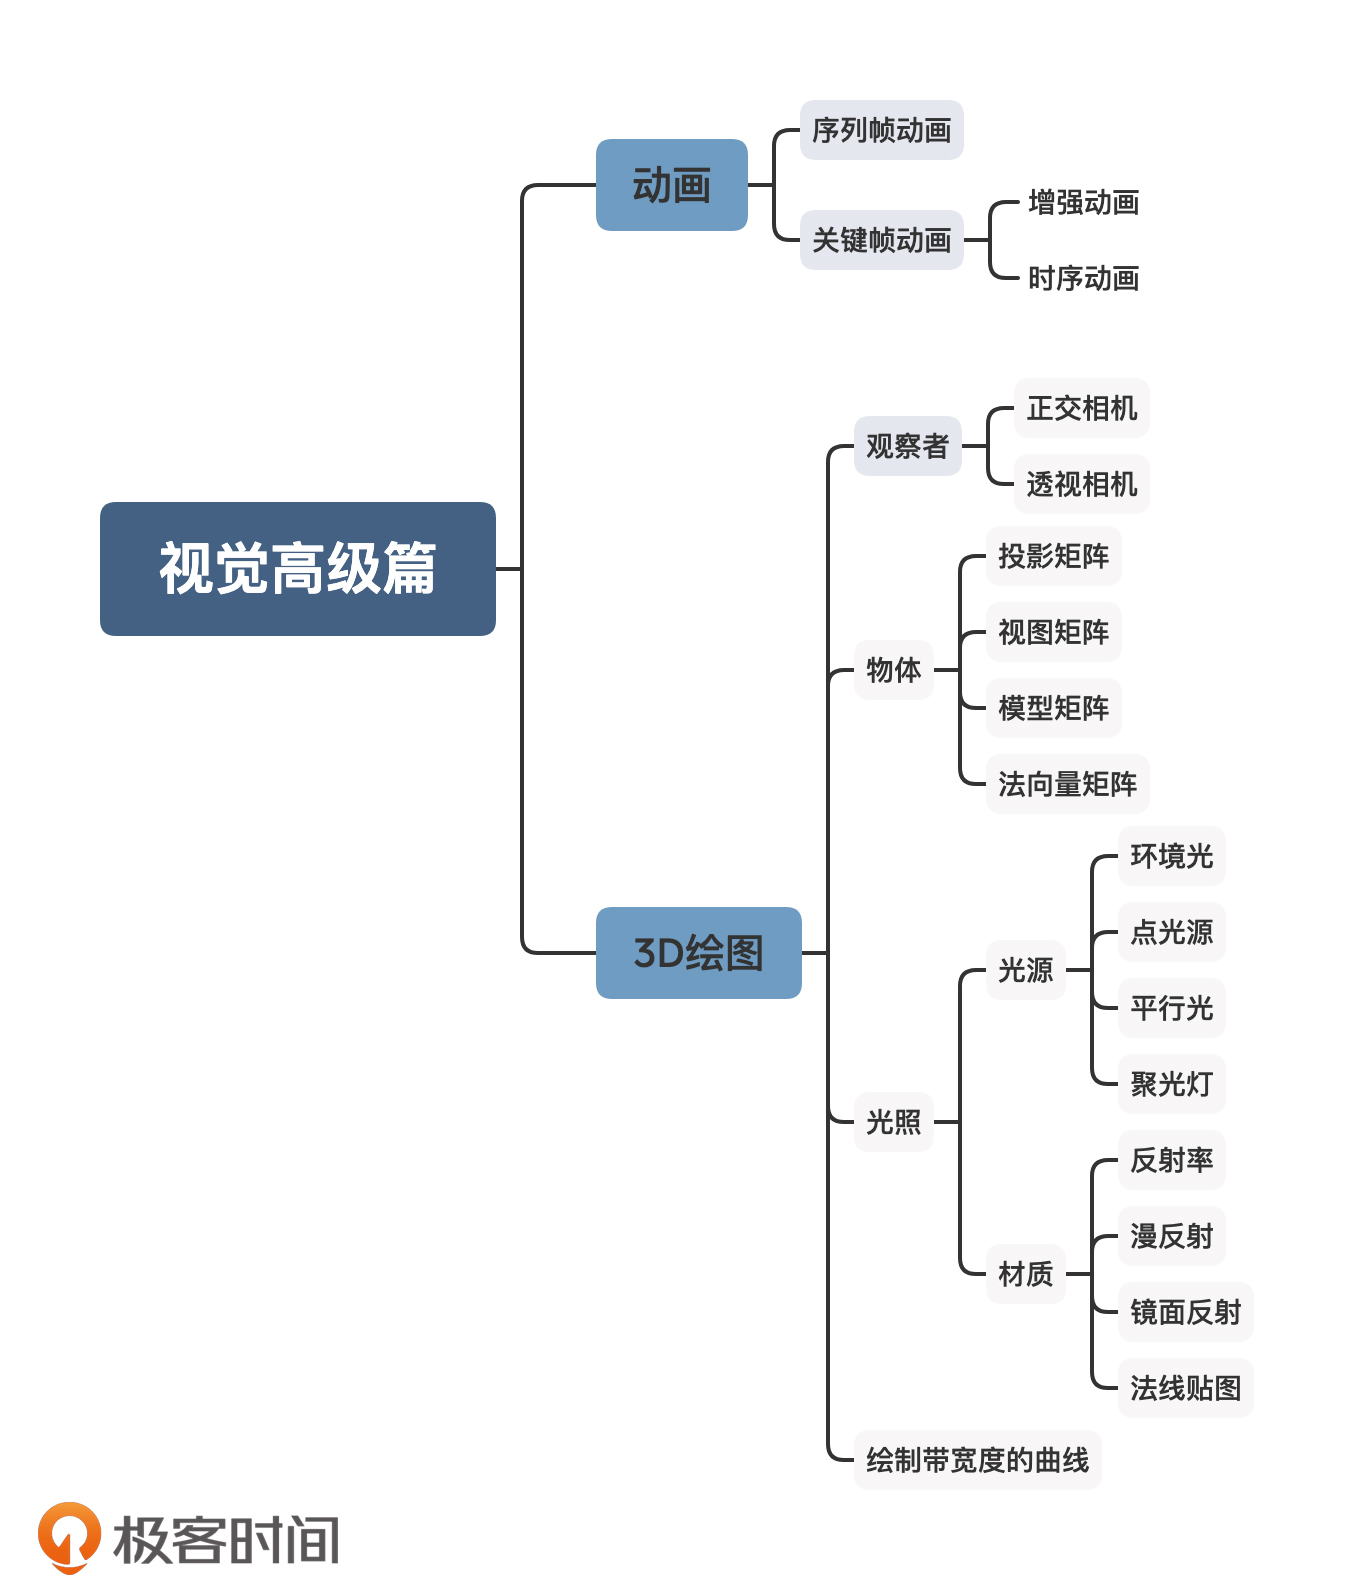 序列帧动画
动画
增强动画
关键帧动画
时序动画
正交相机
观察者
透视相机
视觉高级篇
投影矩阵
视图矩阵
物体
模型矩阵
法向量矩阵
环境光
点光源
3D绘图
光源
平行光
聚光灯
光照
反射率
漫反射
材质
镜面反射
法线贴图
绘制带宽度的曲线
极客时间